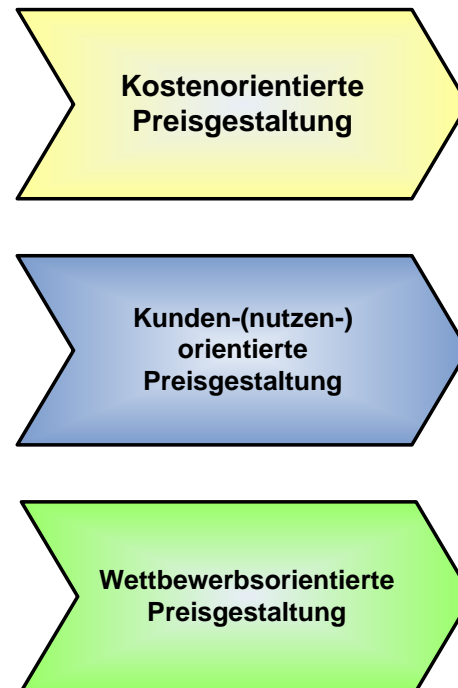 Kostenorientierte
Preisgestaltung
Kunden-(nutzen-)
orientierte
Preisgestaltung
Wettbewerbsorientierte
Preisgestaltung